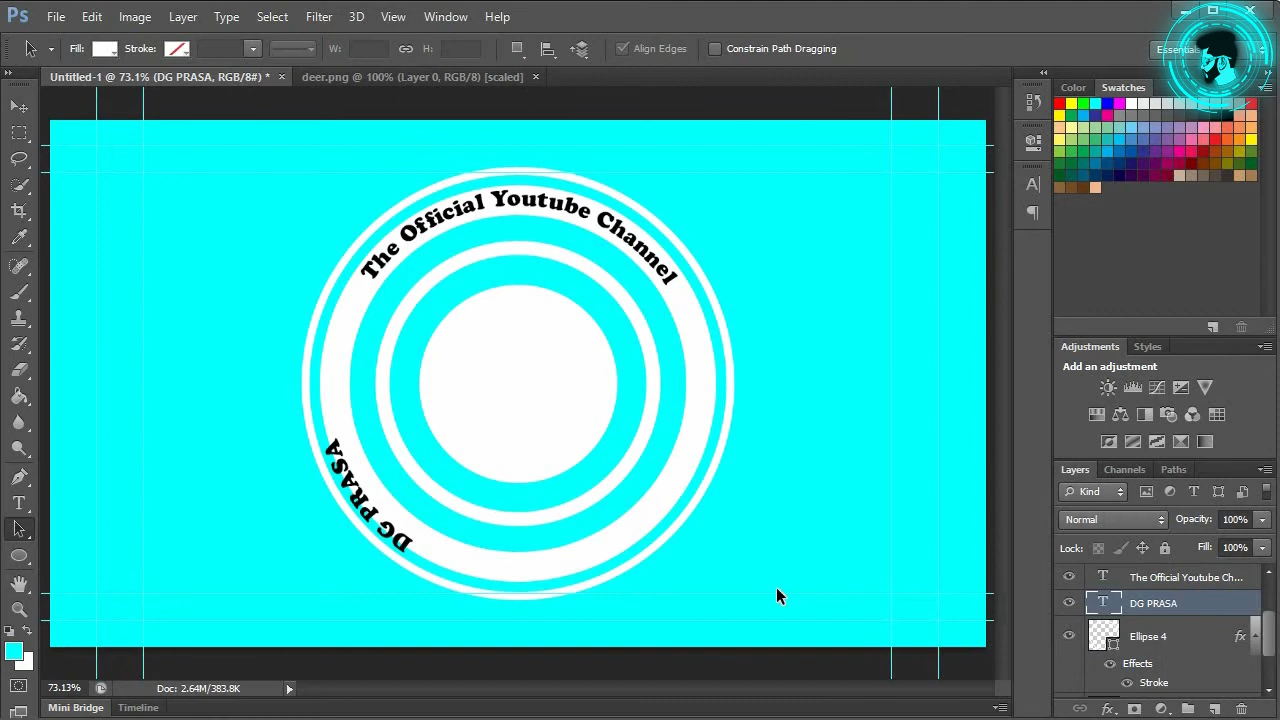 Ps File Edit Image Layer Type Select Filter 3D View Window Help
Fill: Stroke: W: H: Align Edges Constrain Path Dragging Essentials
Untitled-1 @ 73.1% (DG PRASA, RGB/8#) * × deer.png @ 100% (Layer 0, RGB/8) [scaled] ×
Color Swatches
The Official Youtube Channel
DG PRASA
Adjustments Styles
Add an adjustment
Layers Channels Paths
Kind
Normal Opacity: 100%
Lock: Fill: 100%
The Official Youtube Ch...
DG PRASA
Ellipse 4 fx
Effects
Stroke
73.13% Doc: 2.64M/383.8K
Mini Bridge Timeline